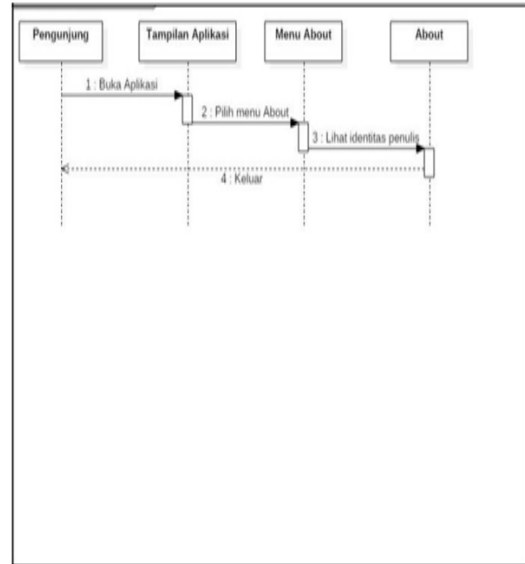 Pengunjung
Tampilan Aplikasi
Menu About
About
1 : Buka Aplikasi
2 : Pilih menu About
3 : Lihat identitas penulis
4 : Keluar